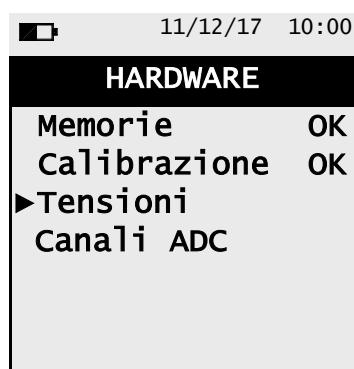 11/12/17 10:00
HARDWARE
Memorie OK
Calibrazione OK
►Tensioni
Canali ADC